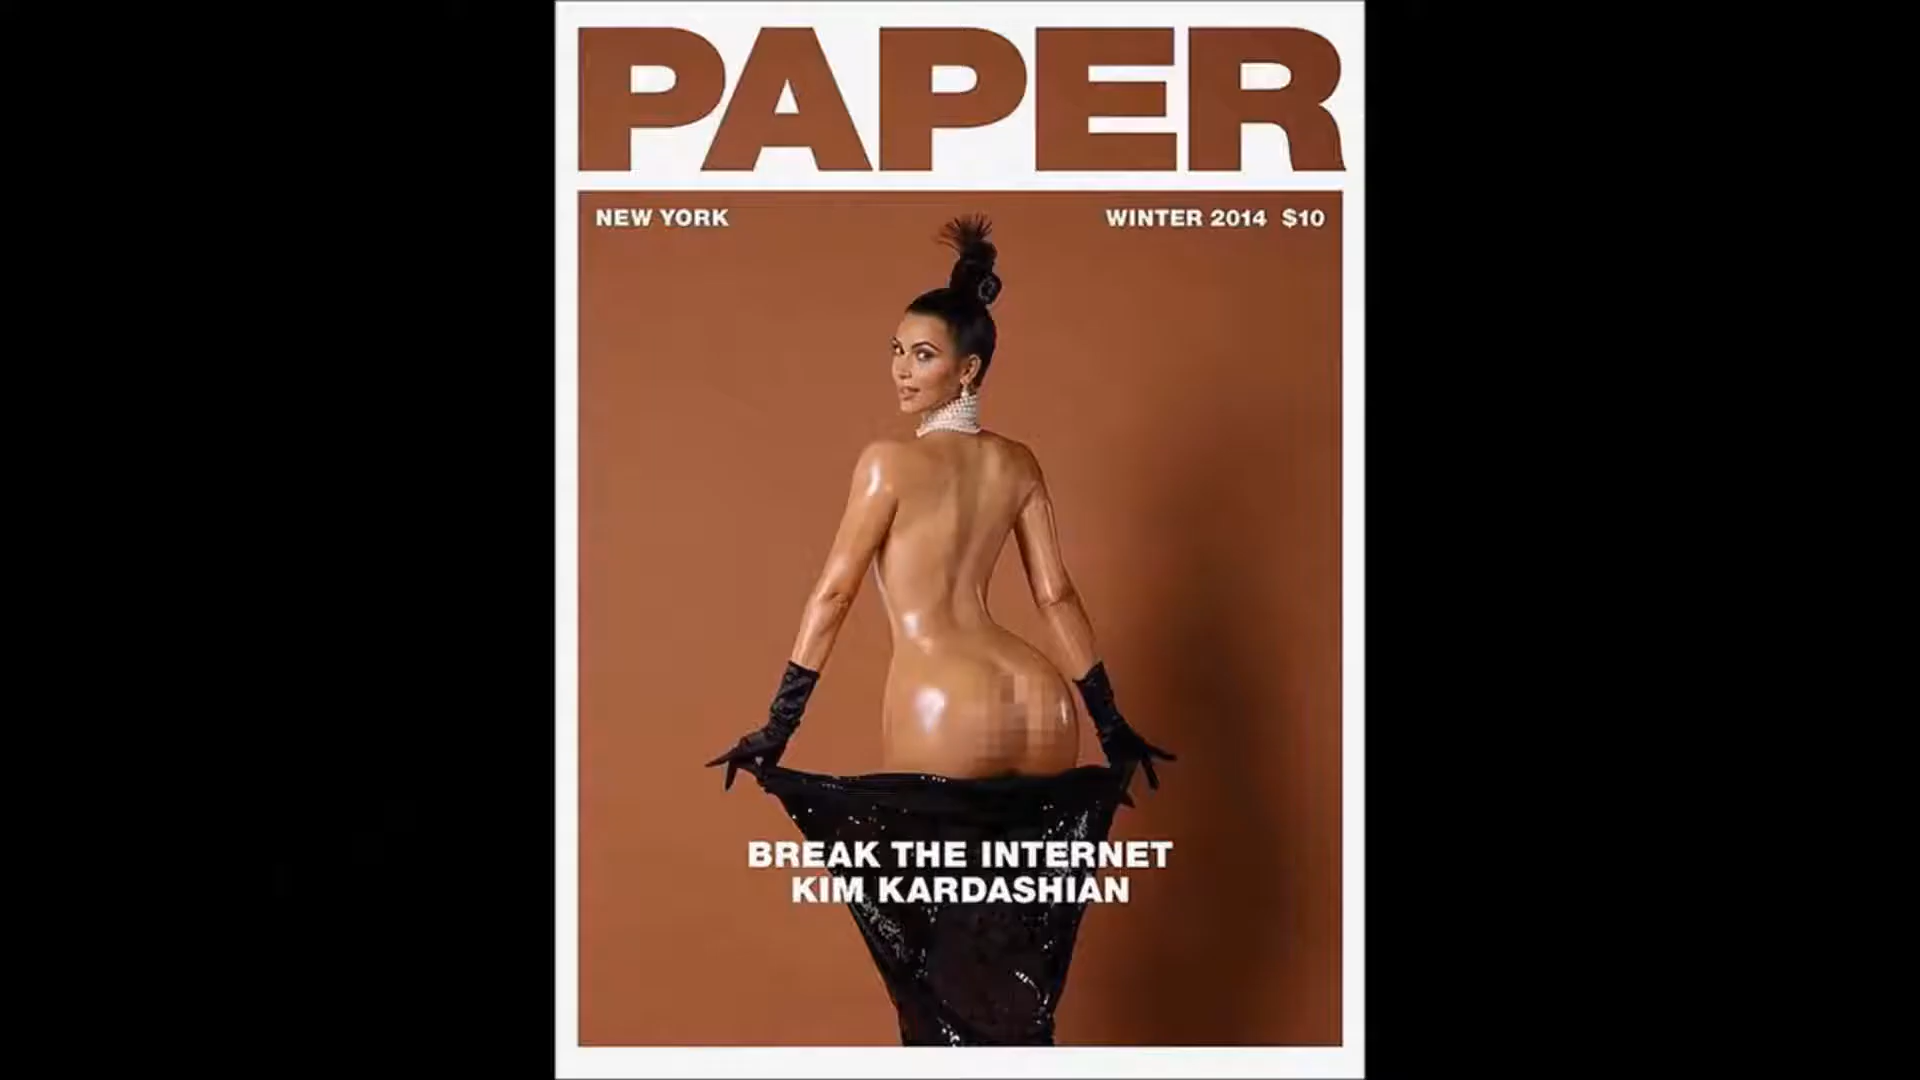 PAPER
NEW YORK
WINTER 2014 $10
BREAK THE INTERNET
KIM KARDASHIAN